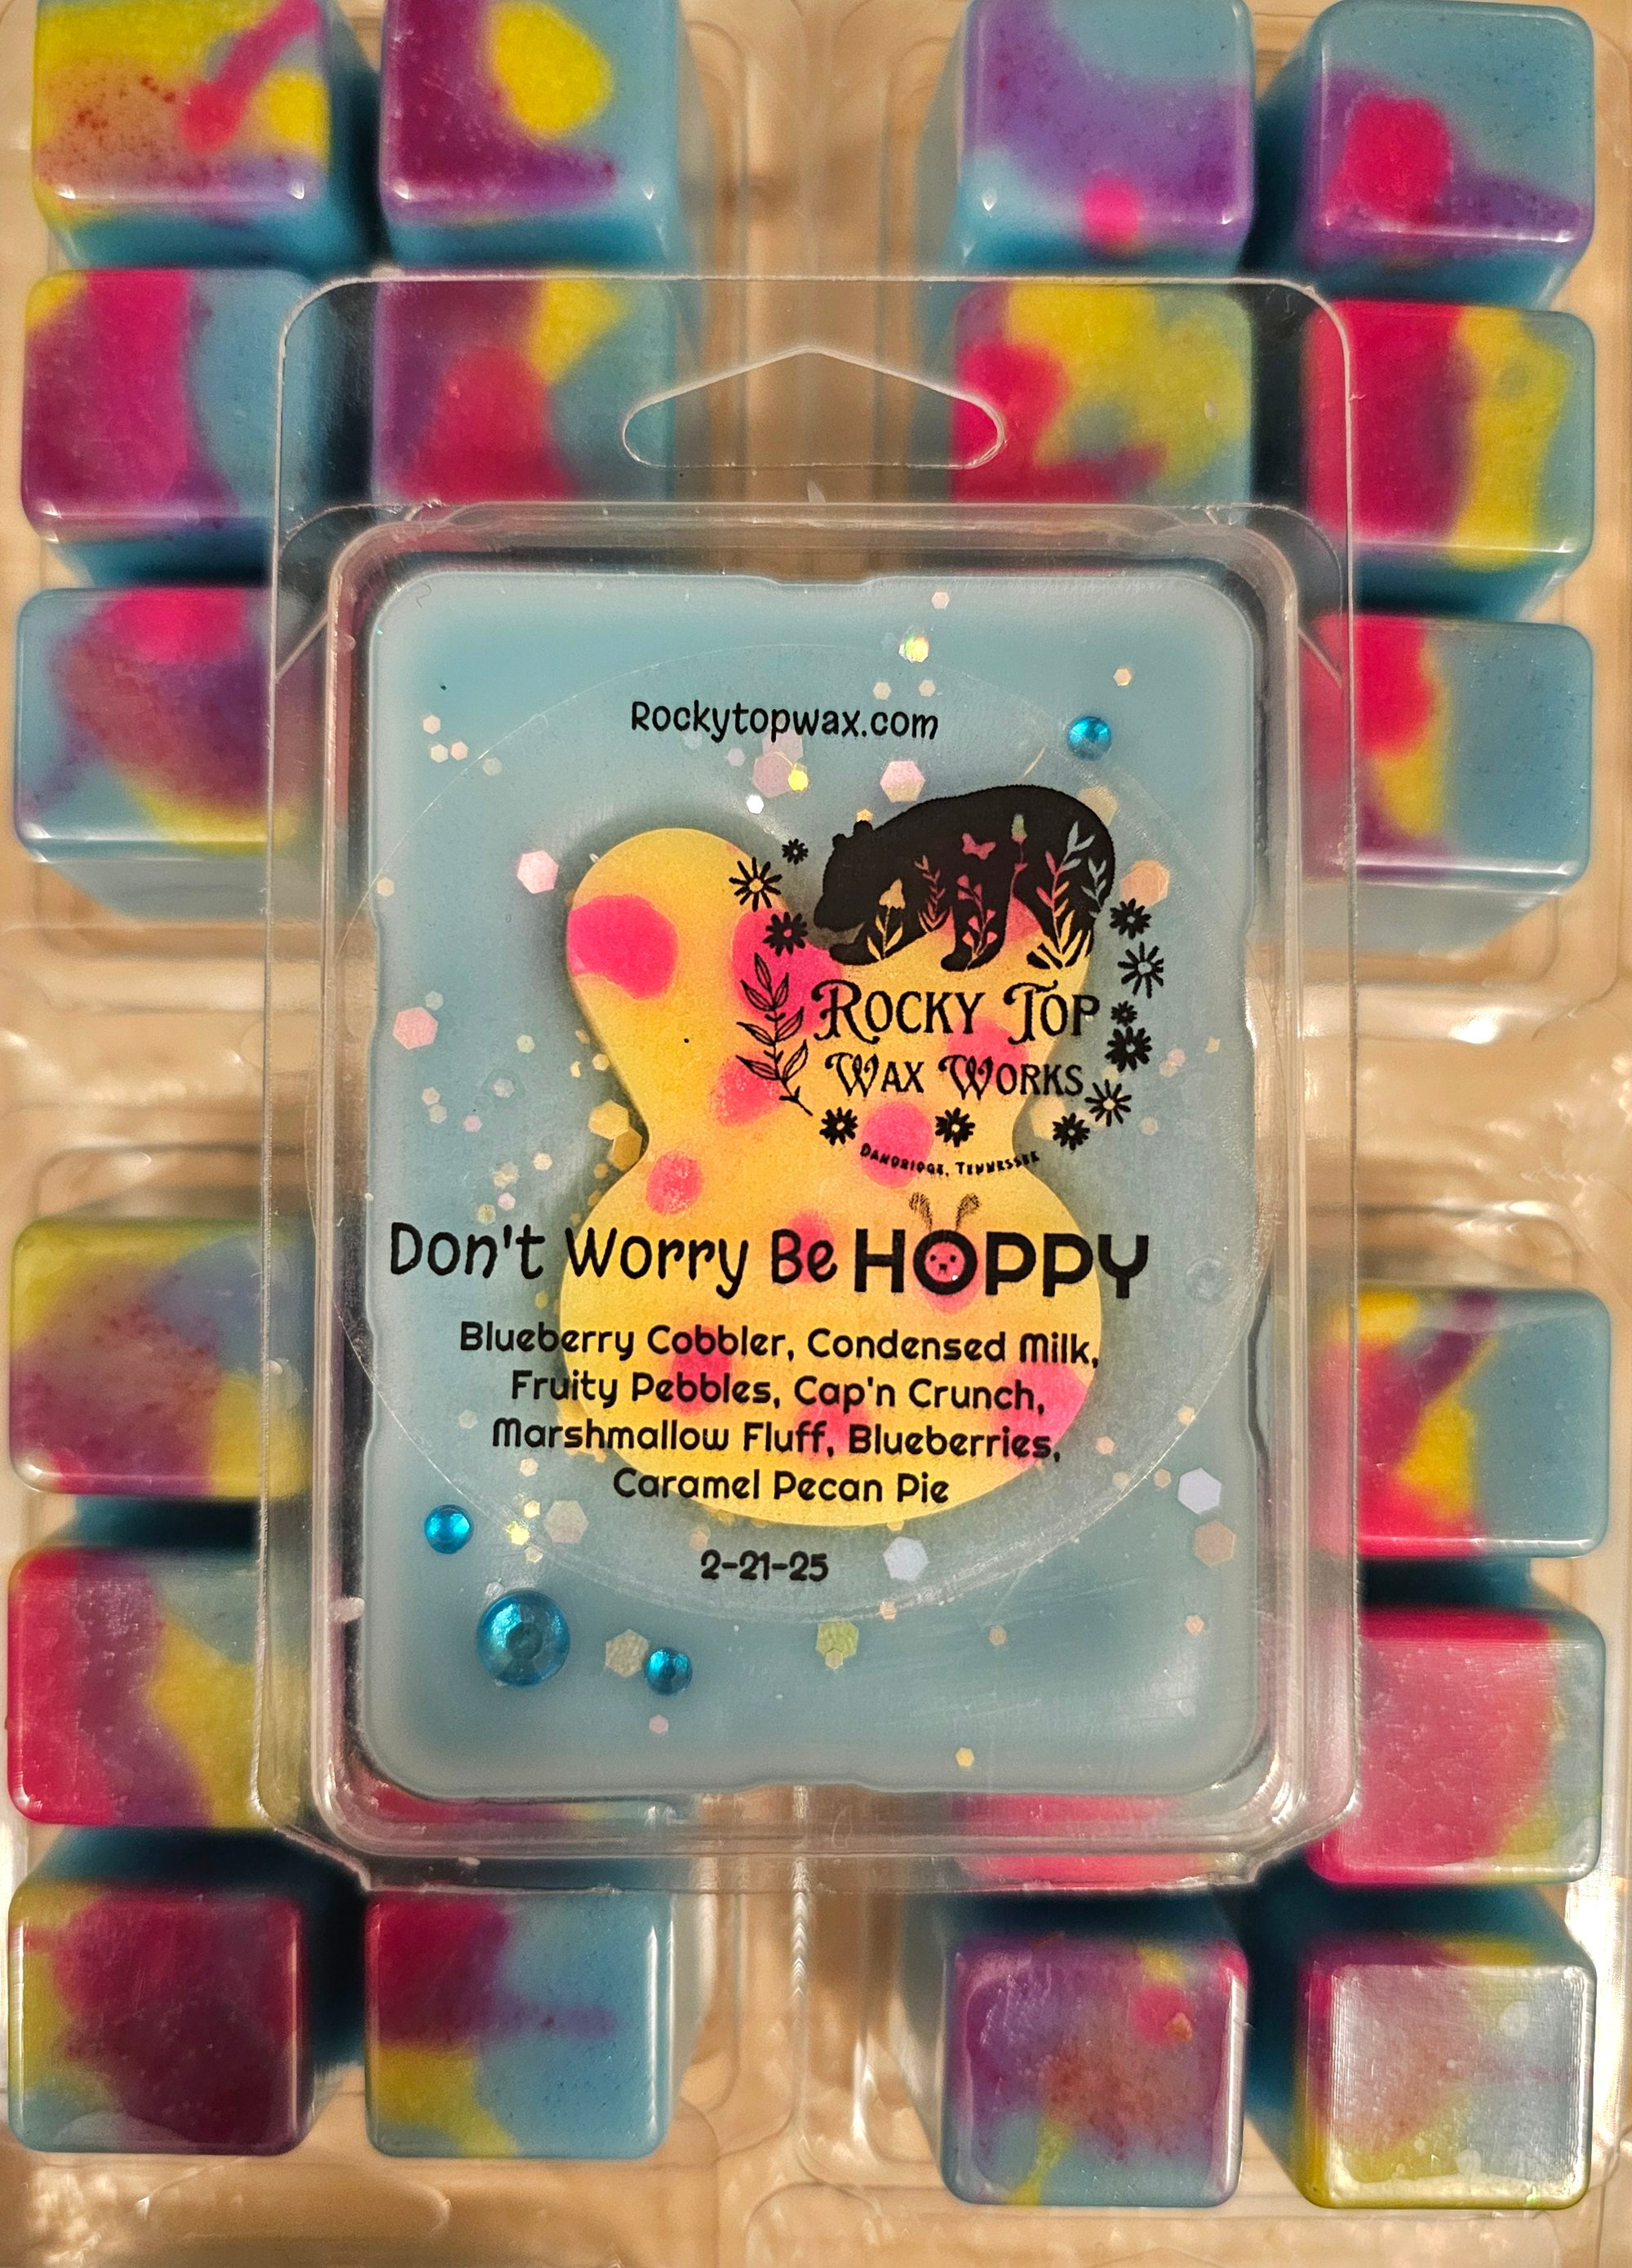 Rockytopwax.com
Rocky Top
Wax Works
Dandridge, Tennessee
Don't Worry Be HOPPY
Blueberry Cobbler, Condensed Milk,
Fruity Pebbles, Cap'n Crunch,
Marshmallow Fluff, Blueberries,
Caramel Pecan Pie
2-21-25